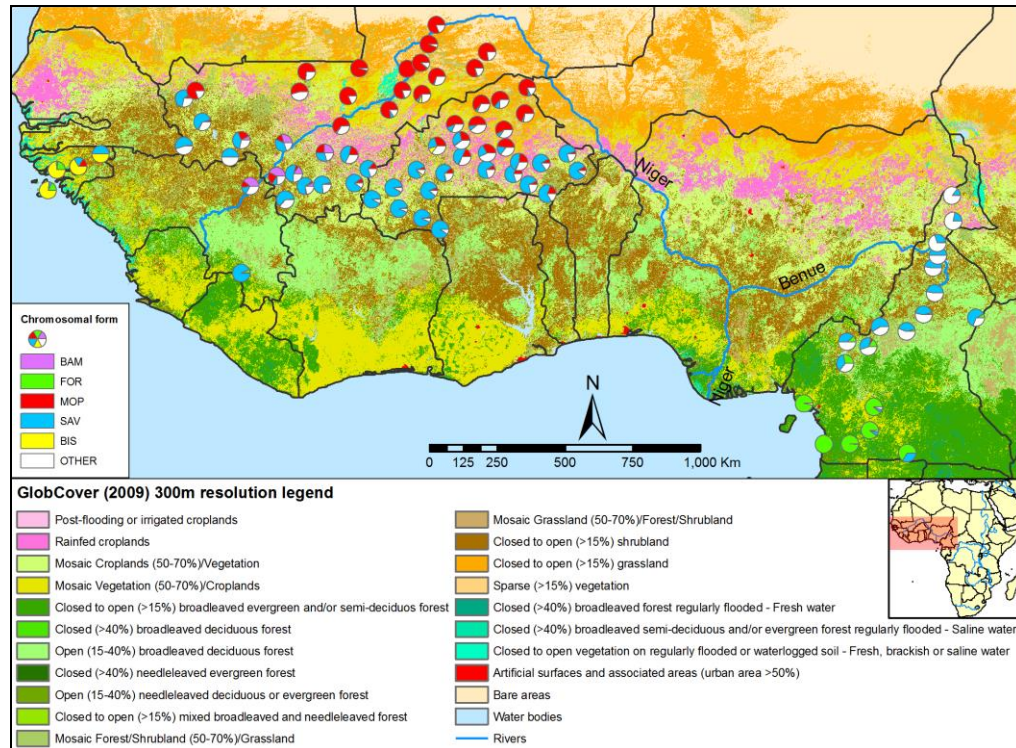 Niger
Benue
Niger
Chromosomal form
BAM
FOR
MOP
SAV
BIS
OTHER
N
0 125 250 500 750 1,000 Km
GlobCover (2009) 300m resolution legend
Post-flooding or irrigated croplands
Rainfed croplands
Mosaic Croplands (50-70%)/Vegetation
Mosaic Vegetation (50-70%)/Croplands
Closed to open (>15%) broadleaved evergreen and/or semi-deciduos forest
Closed (>40%) broadleaved deciduous forest
Open (15-40%) broadleaved deciduous forest
Closed (>40%) needleleaved evergreen forest
Open (15-40%) needleleaved deciduous or evergreen forest
Closed to open (>15%) mixed broadleaved and needleleaved forest
Mosaic Forest/Shrubland (50-70%)/Grassland
Mosaic Grassland (50-70%)/Forest/Shrubland
Closed to open (>15%) shrubland
Closed to open (>15%) grassland
Sparse (>15%) vegetation
Closed (>40%) broadleaved forest regularly flooded - Fresh water
Closed (>40%) broadleaved semi-deciduous and/or evergreen forest regularly flooded - Saline water
Closed to open vegetation on regularly flooded or waterlogged soil - Fresh, brackish or saline water
Artificial surfaces and associated areas (urban area >50%)
Bare areas
Water bodies
Rivers